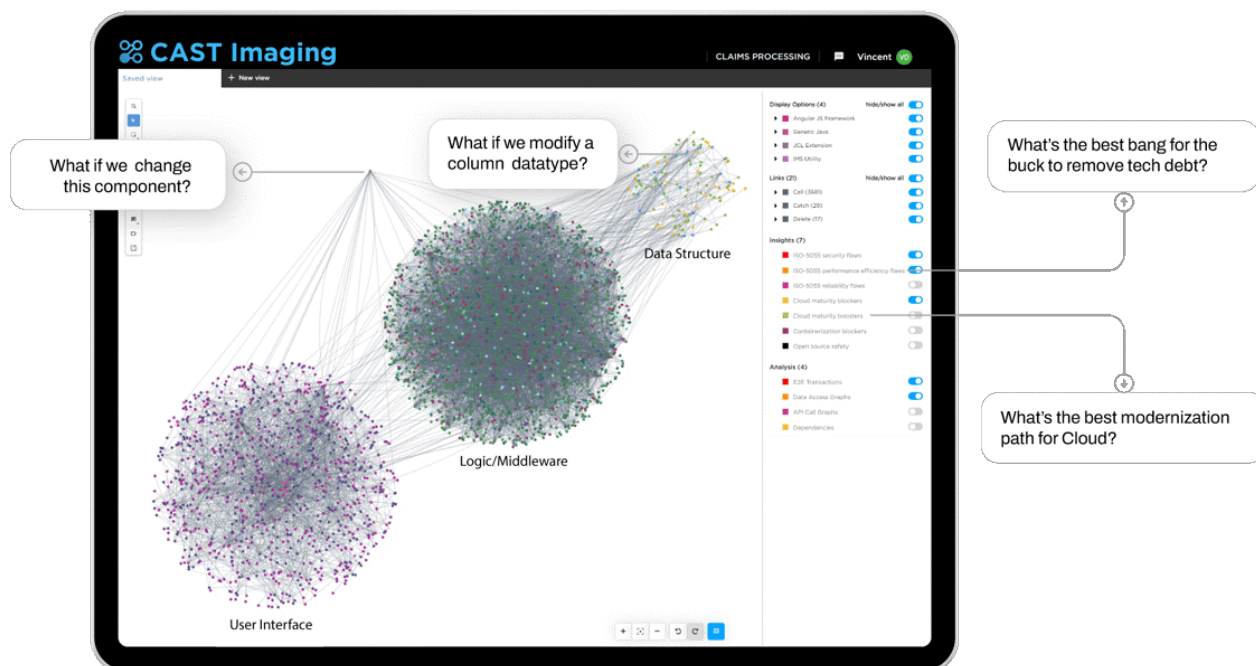 CAST Imaging
CLAIMS PROCESSING
Vincent
VD
Saved view
+ New view
What if we change
this component?
What if we modify a
column datatype?
Data Structure
Logic/Middleware
User Interface
Display Options (4)
hide/show all
Angular JS Framework
Generic Java
JCL Extension
IMS Utility
Links (21)
hide/show all
Call (3681)
Catch (29)
Delete (17)
Insights (7)
ISO-5055 security flaws
ISO-5055 performance efficiency flaws
ISO-5055 reliability flaws
Cloud maturity blockers
Cloud maturity boosters
Containerization blockers
Open source safety
Analysis (4)
E2E Transactions
Data Access Graphs
API Call Graphs
Dependencies
What's the best bang for the
buck to remove tech debt?
What's the best modernization
path for Cloud?